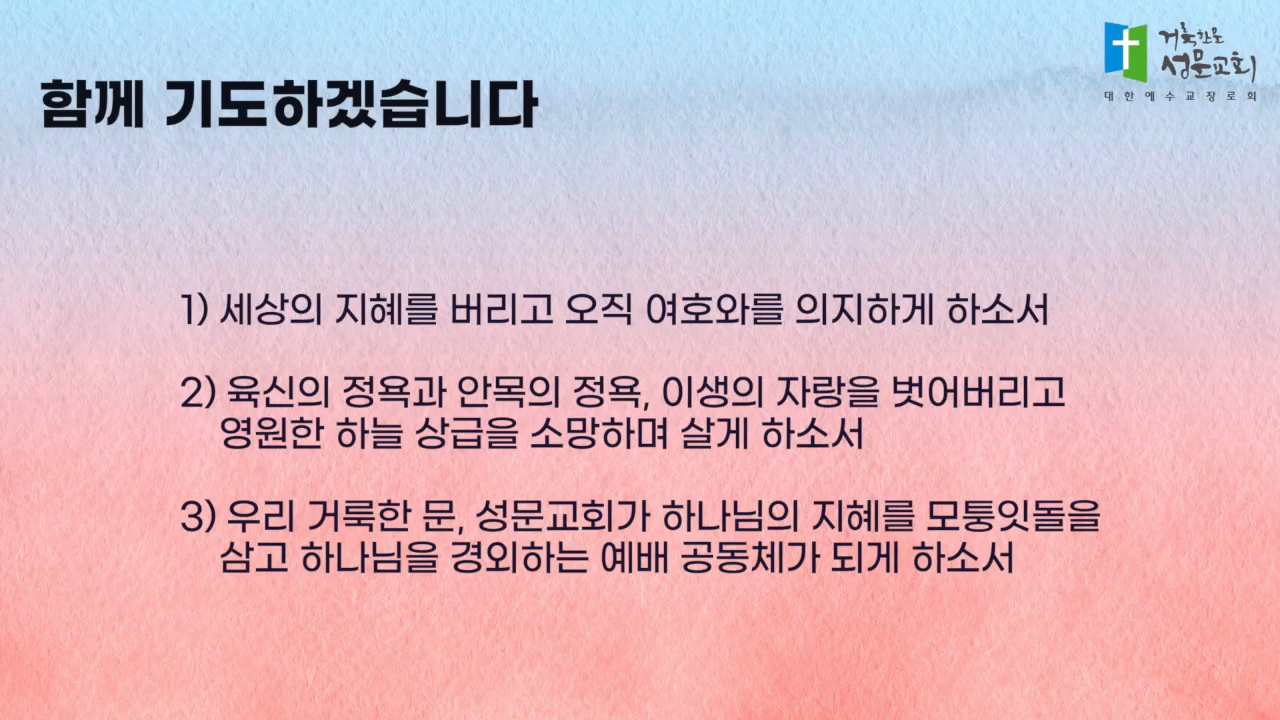 거룩한문
성문교회
대한예수교장로회
함께 기도하겠습니다
1) 세상의 지혜를 버리고 오직 여호와를 의지하게 하소서
2) 육신의 정욕과 안목의 정욕, 이생의 자랑을 벗어버리고
영원한 하늘 상급을 소망하며 살게 하소서
3) 우리 거룩한 문, 성문교회가 하나님의 지혜를 모퉁잇돌을
삼고 하나님을 경외하는 예배 공동체가 되게 하소서